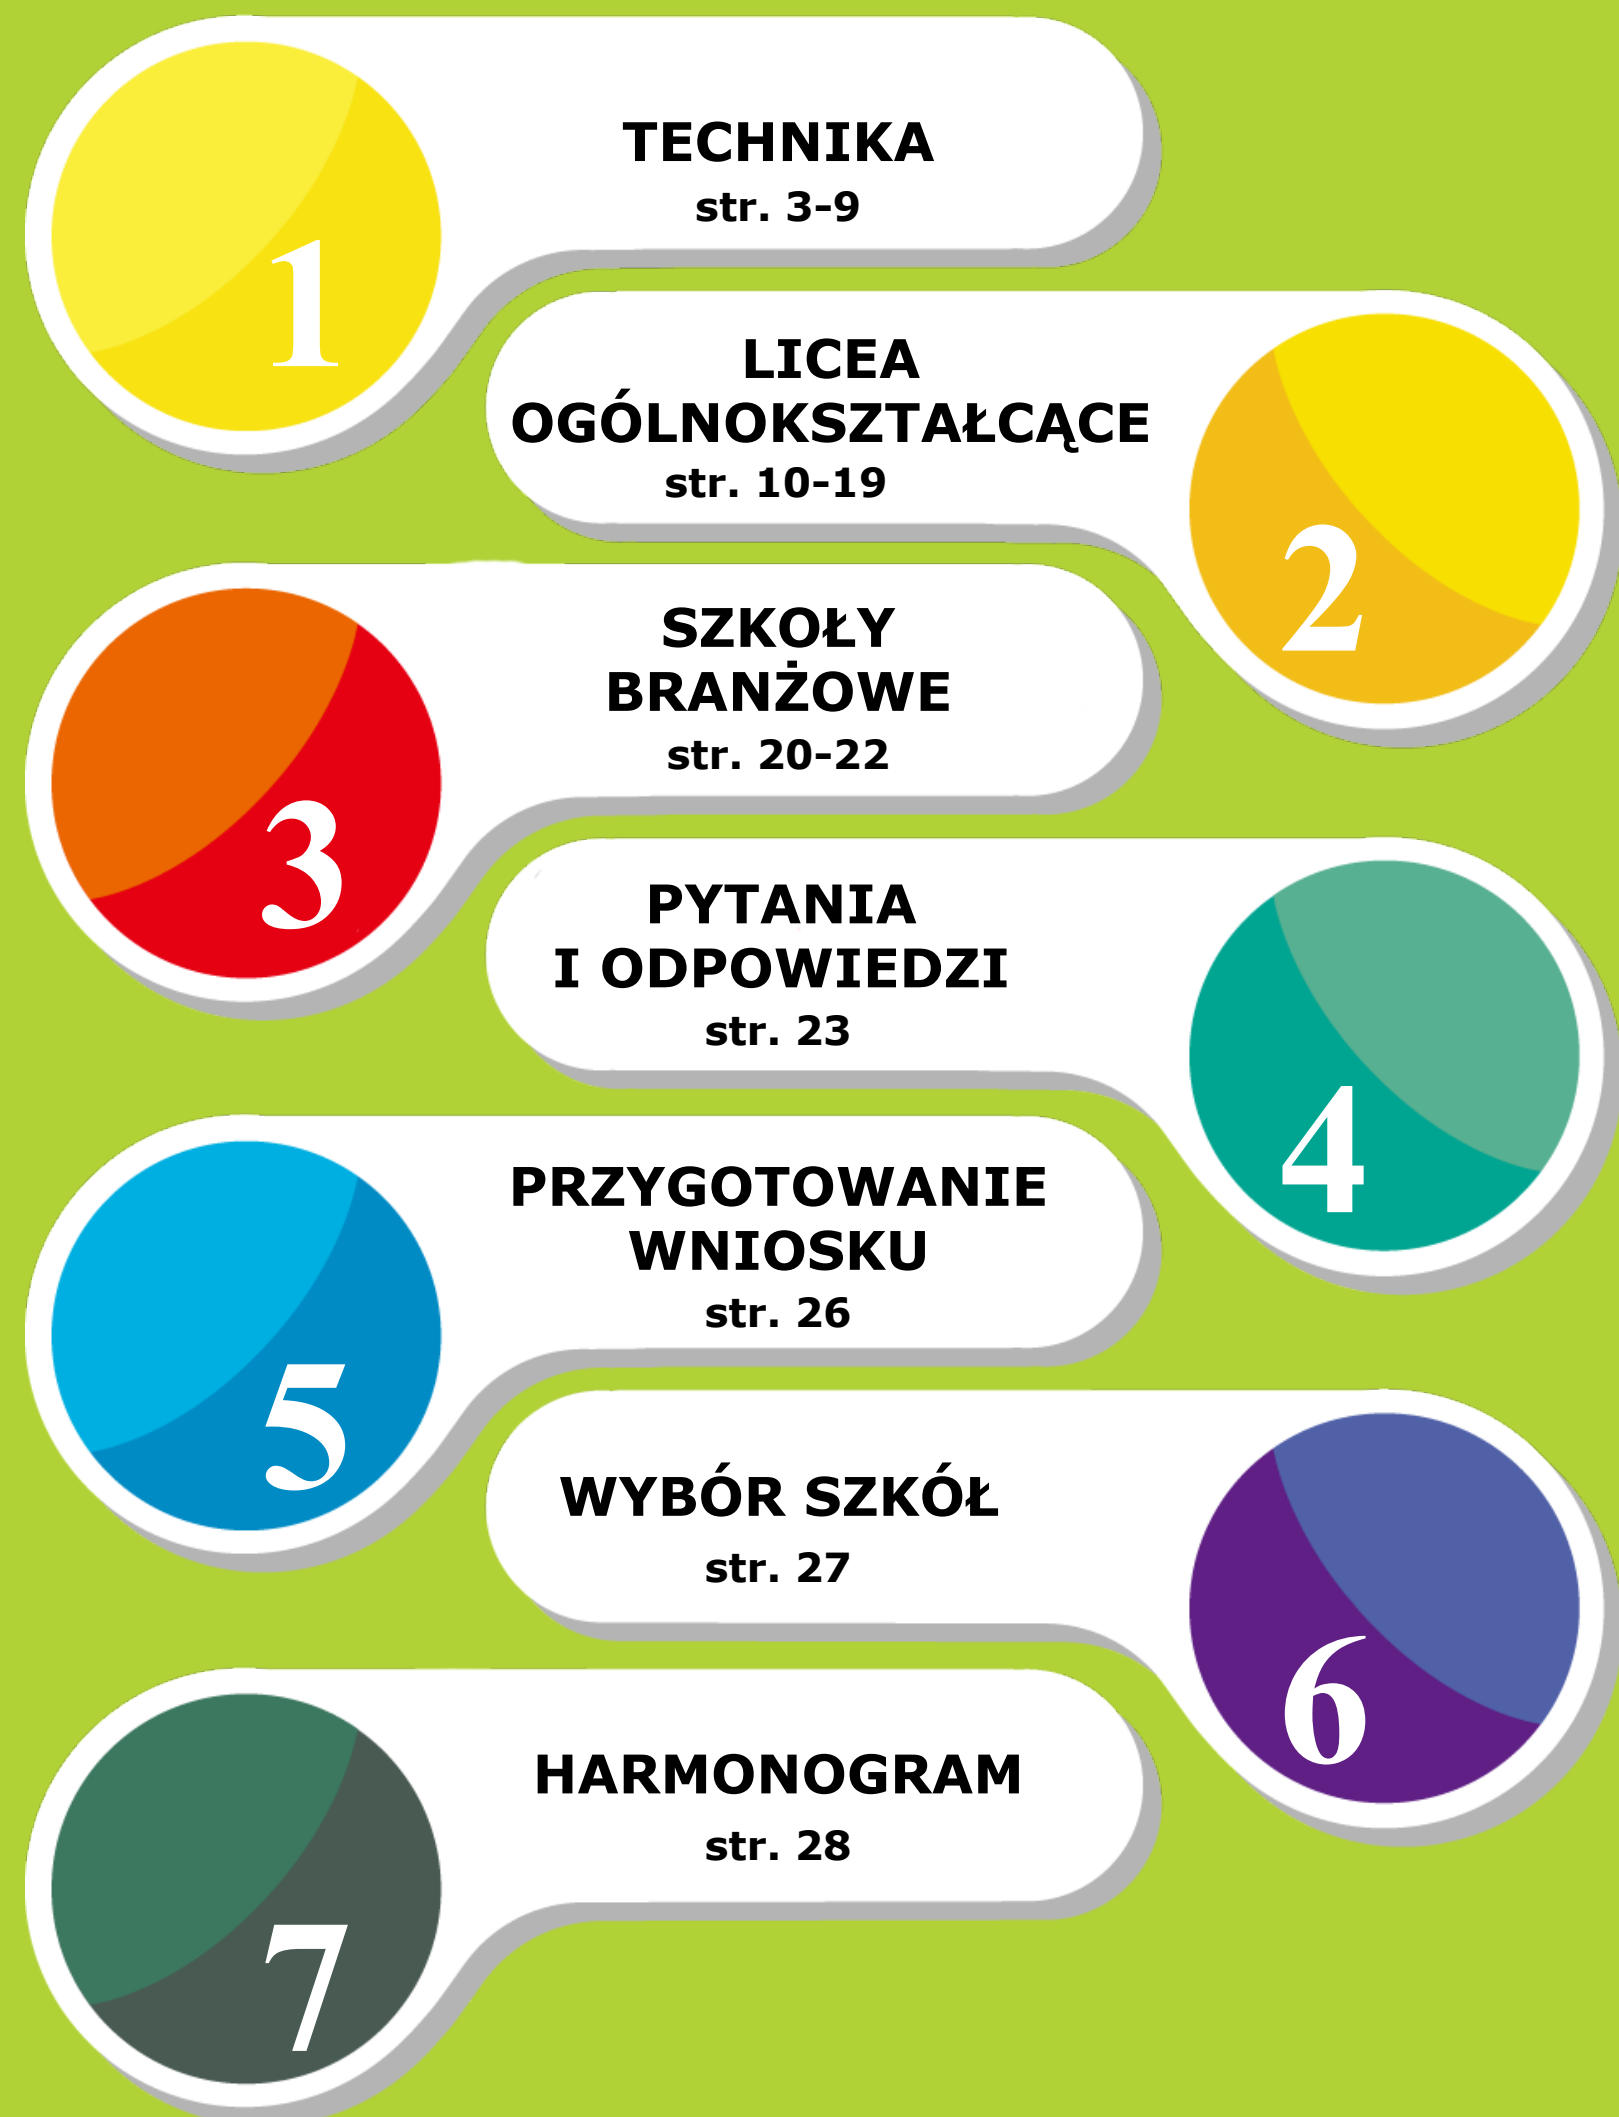 1
TECHNIKA
str. 3-9
LICEA
OGÓLNOKSZTAŁCĄCE
str. 10-19
2
SZKOŁY
BRANŻOWE
str. 20-22
3
PYTANIA
I ODPOWIEDZI
str. 23
4
PRZYGOTOWANIE
WNIOSKU
str. 26
5
WYBÓR SZKÓŁ
str. 27
6
HARMONOGRAM
str. 28
7